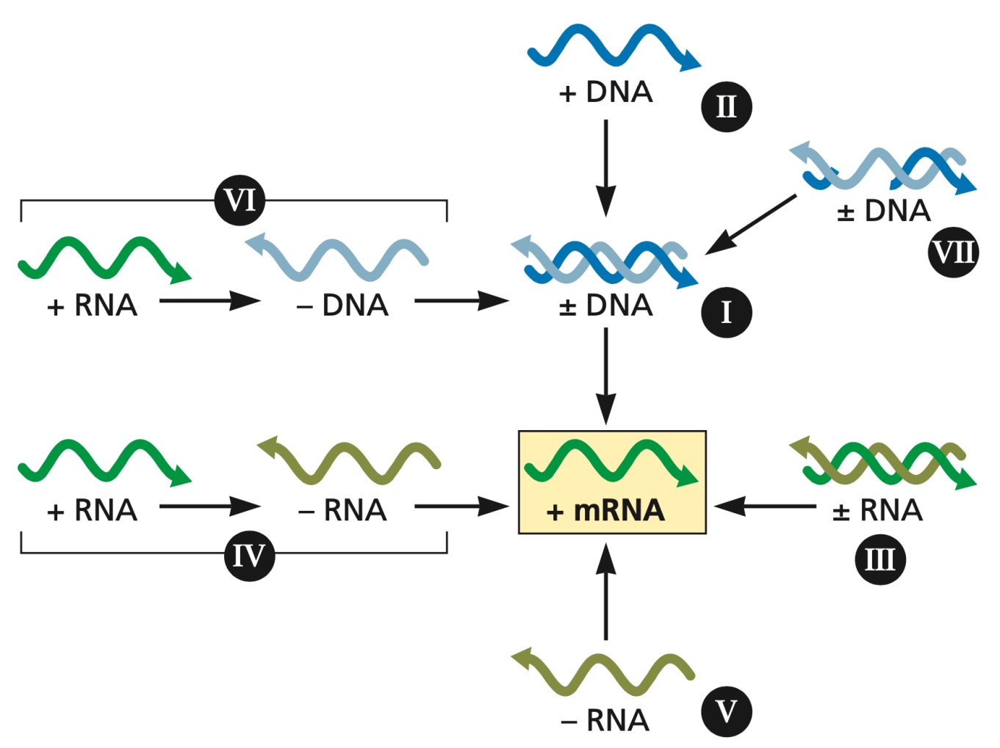 + DNA
II
± DNA
VII
VI
+ RNA
– DNA
± DNA
I
+ RNA
– RNA
+ mRNA
± RNA
IV
III
– RNA
V